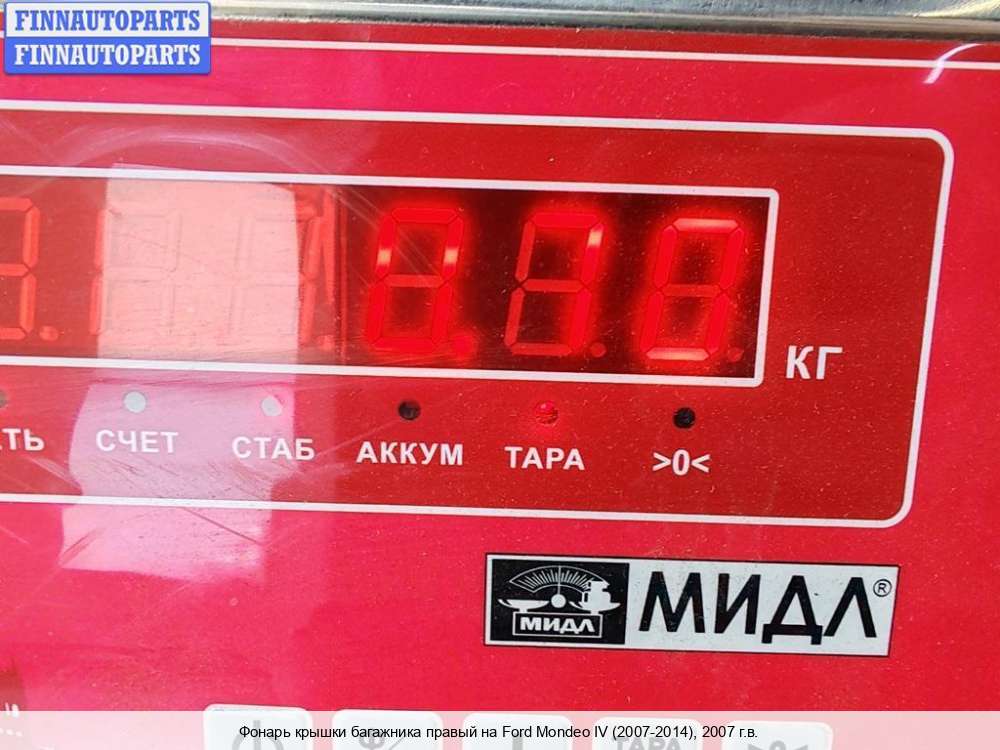 FINNAUTOPARTS
FINNAUTOPARTS
КГ
СЧЕТ
СТАБ
АККУМ
ТАРА
>0<
МИДЛ
МИДЛ®
ТАРА
>0<
Фонарь крышки багажника правый на Ford Mondeo IV (2007-2014), 2007 г.в.